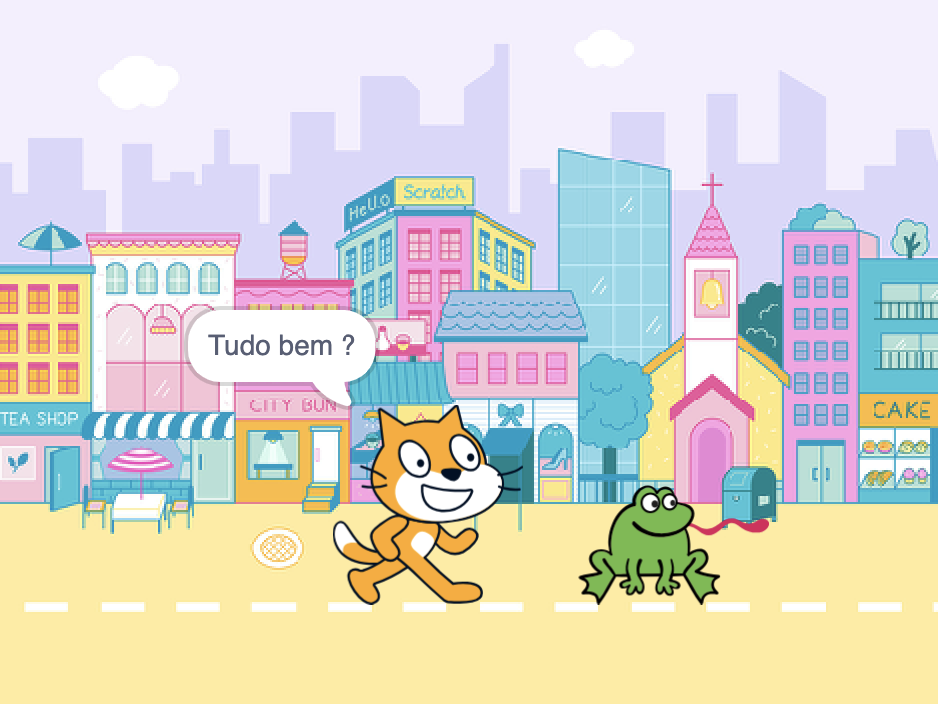 Hello
Scratch
Tudo bem ?
CITY BUN
TEA SHOP
CAKE